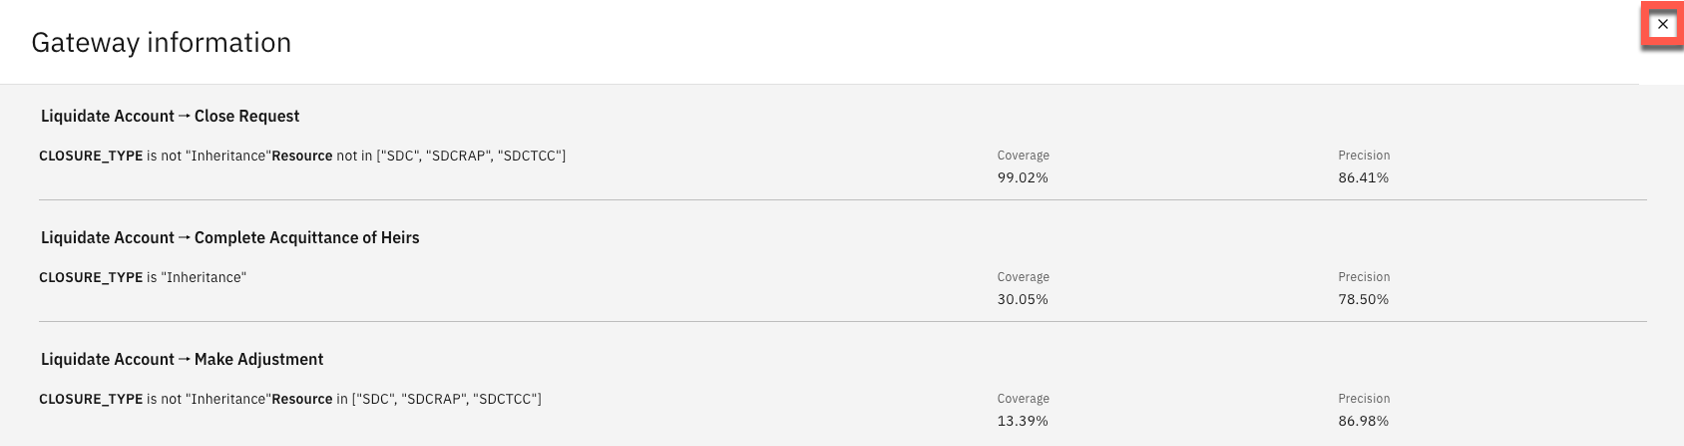 Gateway information
Liquidate Account → Close Request
CLOSURE_TYPE is not "Inheritance"Resource not in ["SDC", "SDCRAP", "SDCTCC"]
Coverage
99.02%
Precision
86.41%
Liquidate Account → Complete Acquittance of Heirs
CLOSURE_TYPE is "Inheritance"
Coverage
30.05%
Precision
78.50%
Liquidate Account → Make Adjustment
CLOSURE_TYPE is not "Inheritance"Resource in ["SDC", "SDCRAP", "SDCTCC"]
Coverage
13.39%
Precision
86.98%